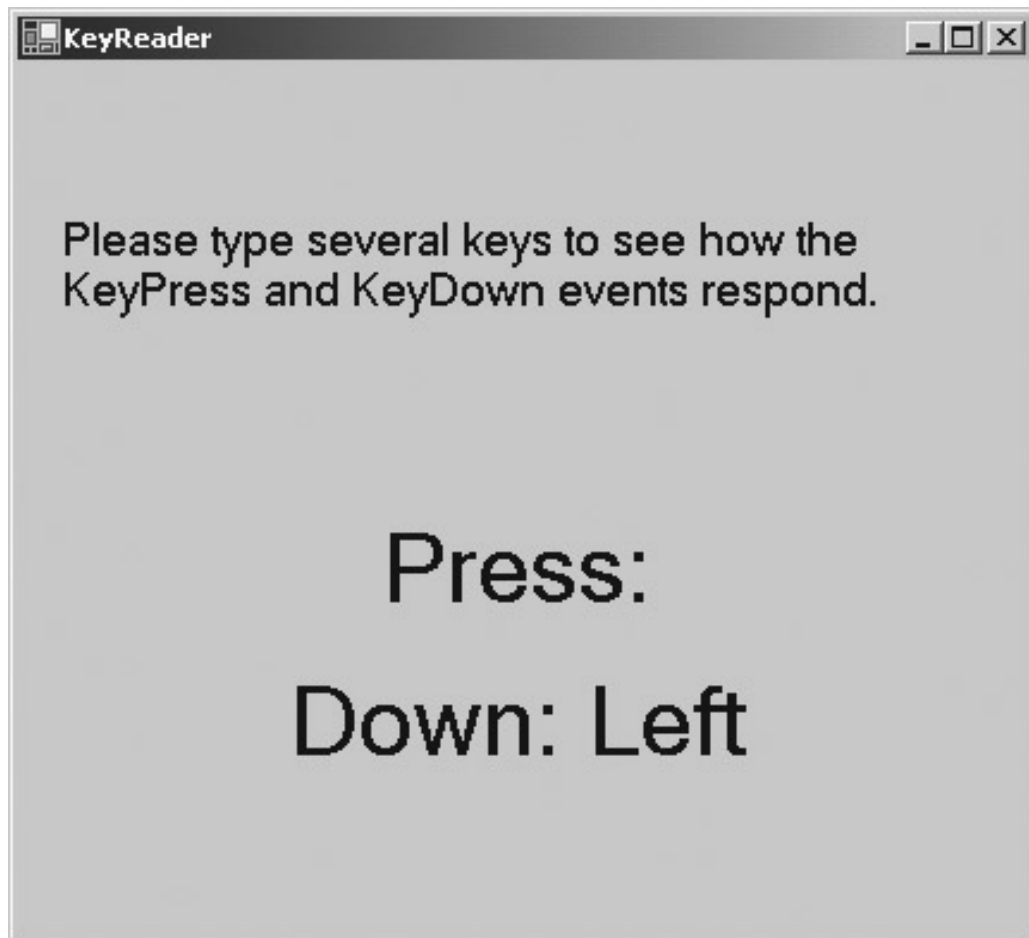 KeyReader
Please type several keys to see how the
KeyPress and KeyDown events respond.
Press:
Down: Left